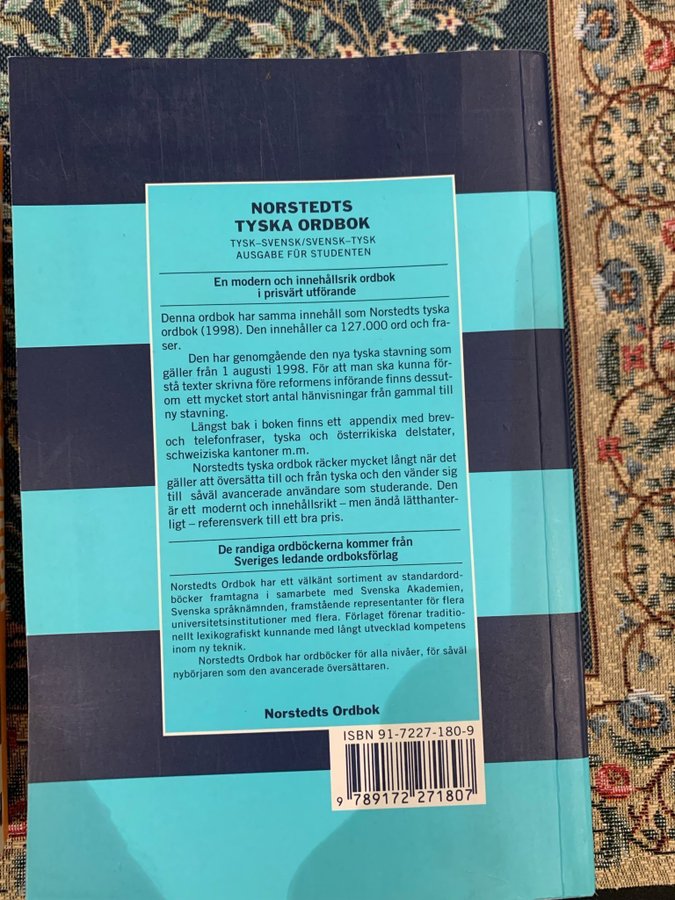 NORSTEDTS
TYSKA ORDBOK
TYSK–SVENSK/SVENSK–TYSK
AUSGABE FÜR STUDENTEN
En modern och innehållsrik ordbok
i prisvärt utförande
Denna ordbok har samma innehåll som Norstedts tyska
ordbok (1998). Den innehåller ca 127.000 ord och fra-
ser.
Den har genomgående den nya tyska stavning som
gäller från 1 augusti 1998. För att man ska kunna för-
stå texter skrivna före reformens införande finns dessut-
om ett mycket stort antal hänvisningar från gammal till
ny stavning.
Längst bak i boken finns ett appendix med brev-
och telefonfraser, tyska och österrikiska delstater,
schweiziska kantoner m.m.
Norstedts tyska ordbok räcker mycket långt när det
gäller att översätta till och från tyska och den vänder sig
till såväl avancerade användare som studerande. Den
är ett modernt och innehållsrikt – men ändå lätthanter-
ligt – referensverk till ett bra pris.
De randiga ordböckerna kommer från
Sveriges ledande ordboksförlag
Norstedts Ordbok har ett välkänt sortiment av standardord-
böcker framtagna i samarbete med Svenska Akademien,
Svenska språknämnden, framstående representanter för flera
universitetsinstitutioner med flera. Förlaget förenar traditio-
nellt lexikografiskt kunnande med långt utvecklad kompetens
inom ny teknik.
Norstedts Ordbok har ordböcker för alla nivåer, för såväl
nybörjaren som den avancerade översättaren.
Norstedts Ordbok
ISBN 91-7227-180-9
9 789172 271807